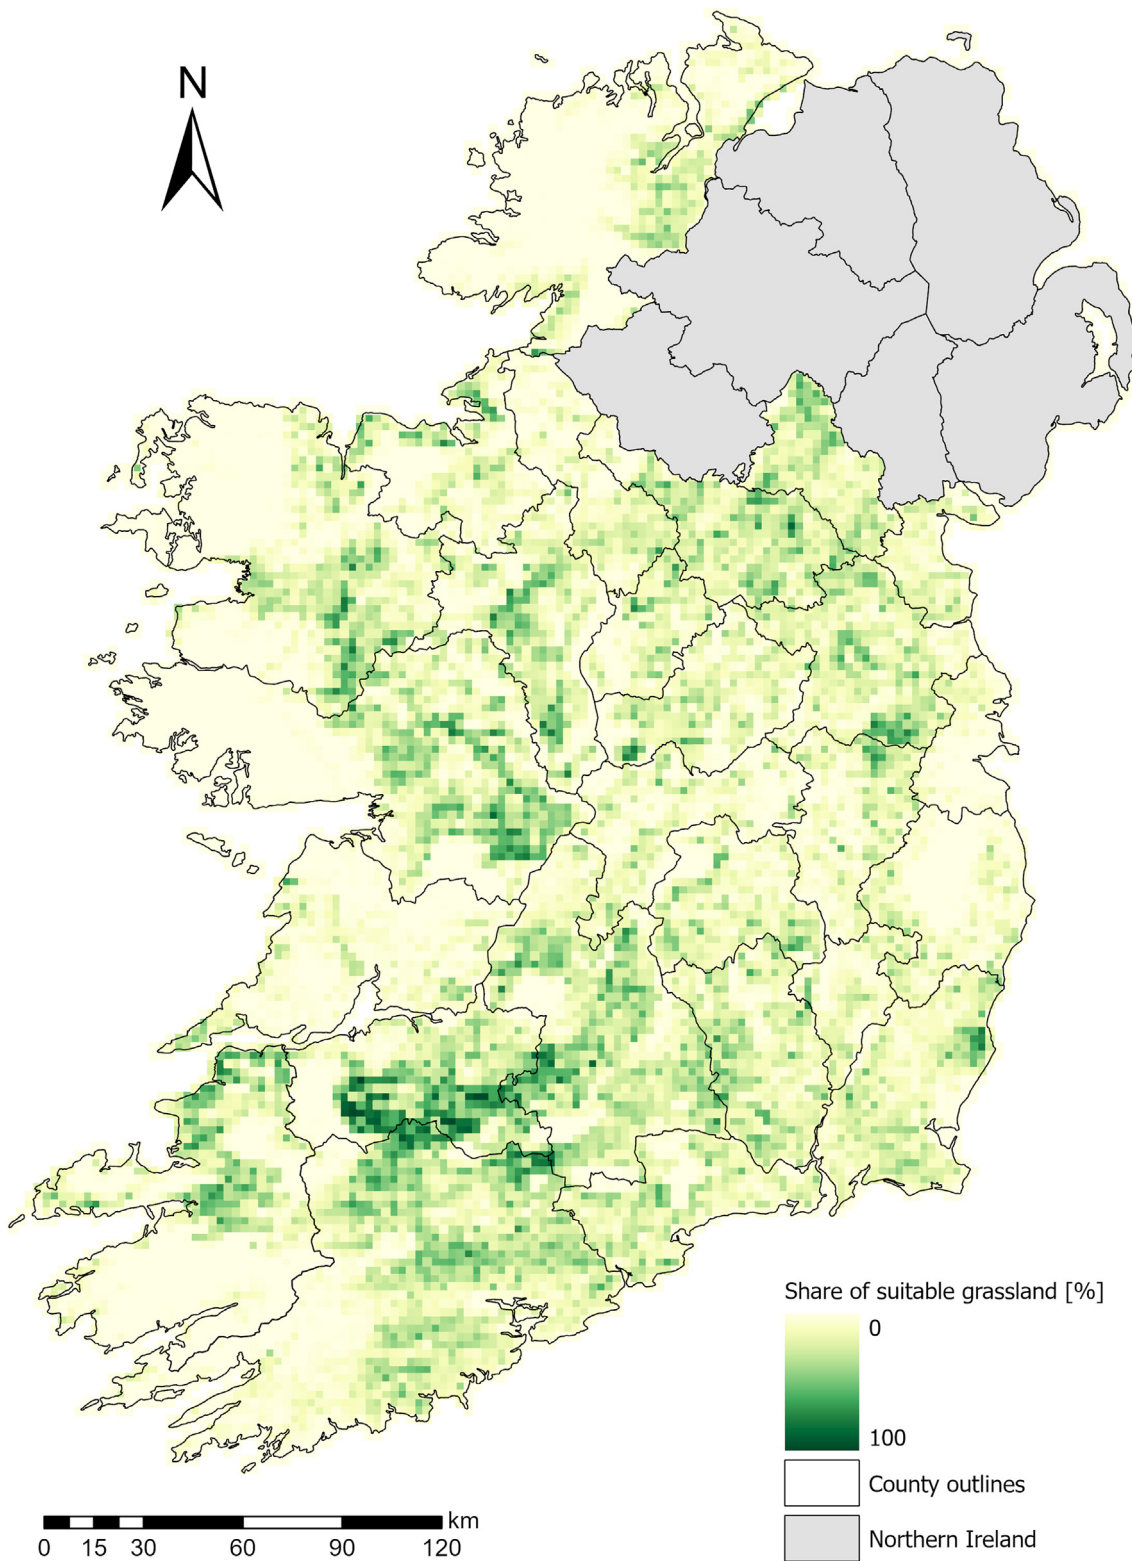 N
Share of suitable grassland [%]
0
100
County outlines
Northern Ireland
km
0 15 30 60 90 120